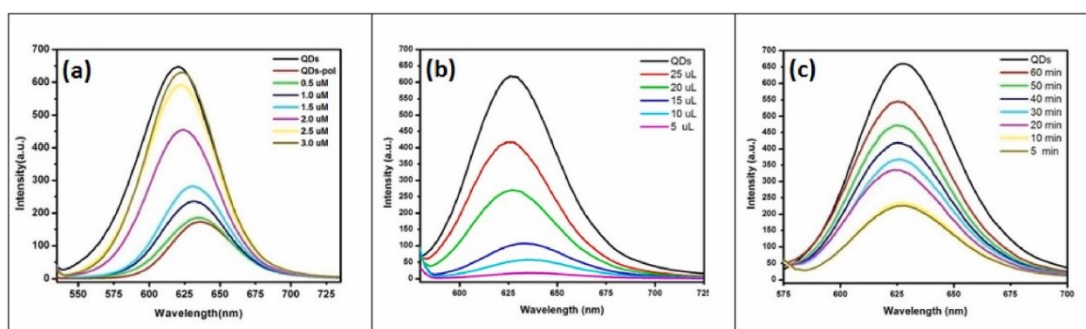 (a)
700
600
500
400
300
200
100
0
Intensity (a.u.)
550
575
600
625
650
675
700
725
Wavelength(nm)
QDs
QDs-pol
0.5 uM
1.0 uM
1.5 uM
2.0 uM
2.5 uM
3.0 uM
(b)
700
650
600
550
500
450
400
350
300
250
200
150
100
50
0
Intensity (a.u.)
600
625
650
675
700
725
Wavelength (nm)
QDs
25 uL
20 uL
15 uL
10 uL
5 uL
(c)
700
650
600
550
500
450
400
350
300
250
200
150
100
50
0
Intensity(a.u.)
575
600
625
650
675
700
Wavelength (nm)
QDs
60 min
50 min
40 min
30 min
20 min
10 min
5 min